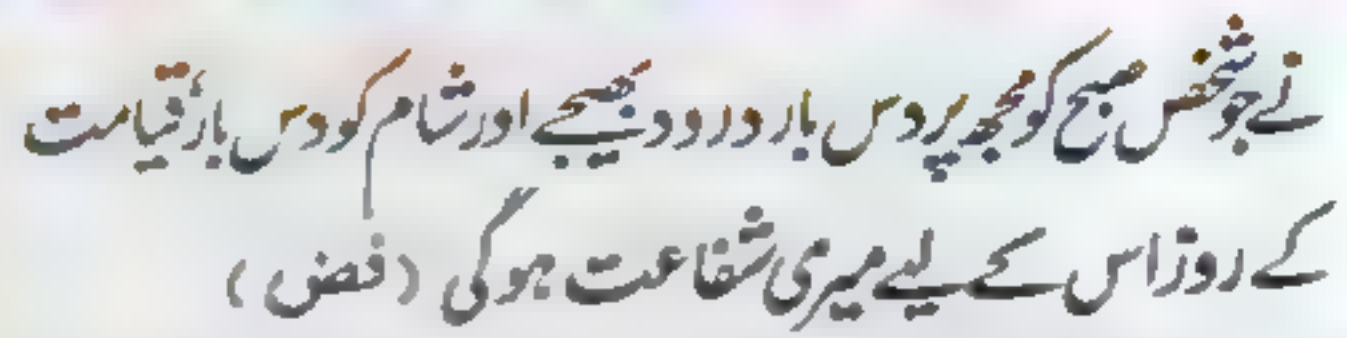 نے جو شخص صبح کو مجھ پر دس بار درود بھیجے اور شام کو دس بار، قیامت
کے روز اس کے لیے میری شفاعت ہوگی (فض)